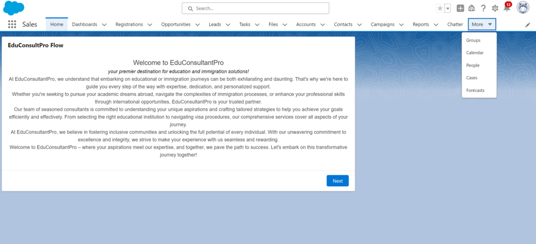 Search...
12
Sales
Home
Dashboards
Registrations
Opportunities
Leads
Tasks
Files
Accounts
Contacts
Campaigns
Reports
Chatter
More
Groups
Calendar
People
Cases
Forecasts
EduConsultPro Flow
Welcome to EduConsultPro
your premier destination for education and immigration solutions!
At EduConsultPro, we understand that embarking on educational or immigration journeys can be both exhilarating and daunting. That's why we're here to
guide you every step of the way with expertise, dedication, and personalized support.
Whether you're seeking to pursue your academic dreams abroad, navigate the complexities of immigration processes, or enhance your professional skills
through international opportunities, EduConsultPro is your trusted partner.
Our team of seasoned consultants is committed to understanding your unique aspirations and crafting tailored strategies to help you achieve your goals
efficiently and effectively. From selecting the right educational institution to navigating visa procedures, our comprehensive services cover all aspects of your
journey.
At EduConsultPro, we believe in fostering inclusive communities and unlocking the full potential of every individual. With our unwavering commitment to
excellence and integrity, we strive to make your experience with us seamless and rewarding.
Welcome to EduConsultPro – where your aspirations meet our expertise, and together, we pave the path to success. Let's embark on this transformative
journey together!
Next